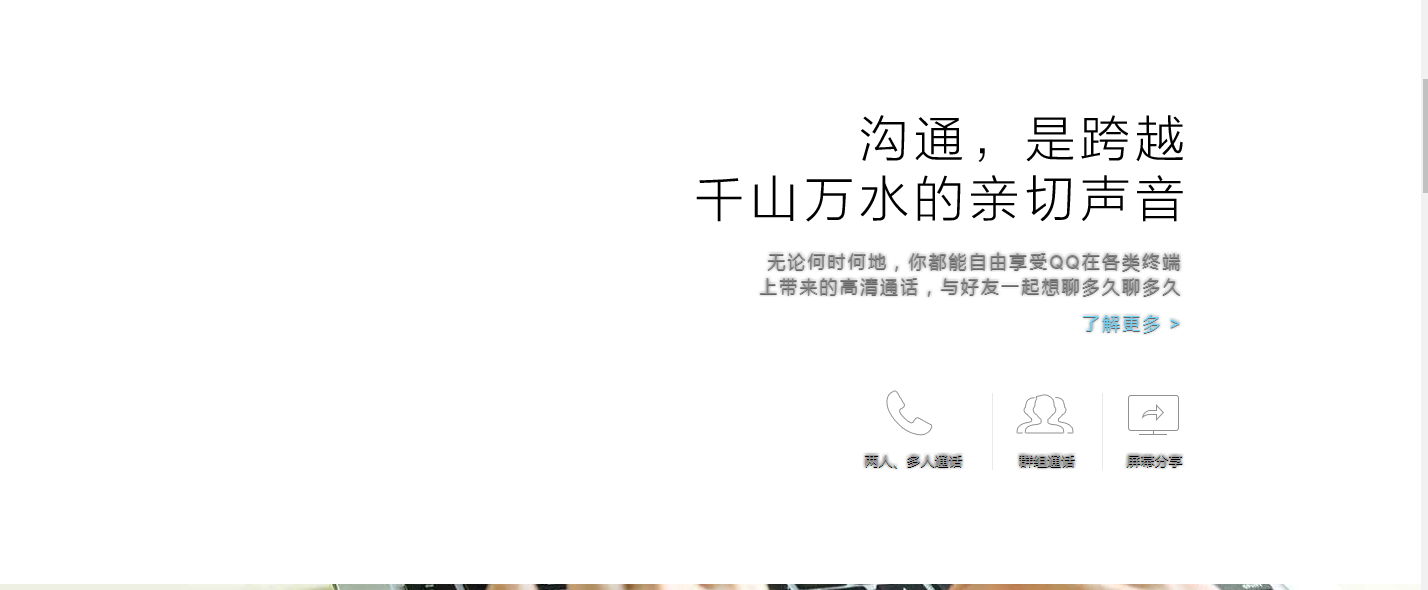 沟通，是跨越
千山万水的亲切声音
无论何时何地，你都能自由享受QQ在各类终端
上带来的高清通话，与好友一起想聊多久聊多久
了解更多 >
两人、多人通话
群组通话
屏幕分享